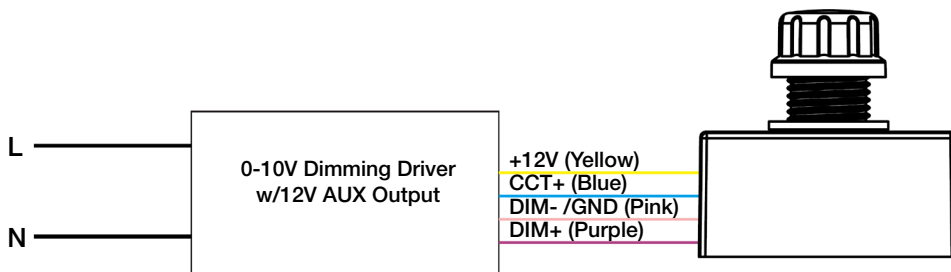 L
0-10V Dimming Driver
w/12V AUX Output
+12V (Yellow)
CCT+ (Blue)
DIM- /GND (Pink)
DIM+ (Purple)
N